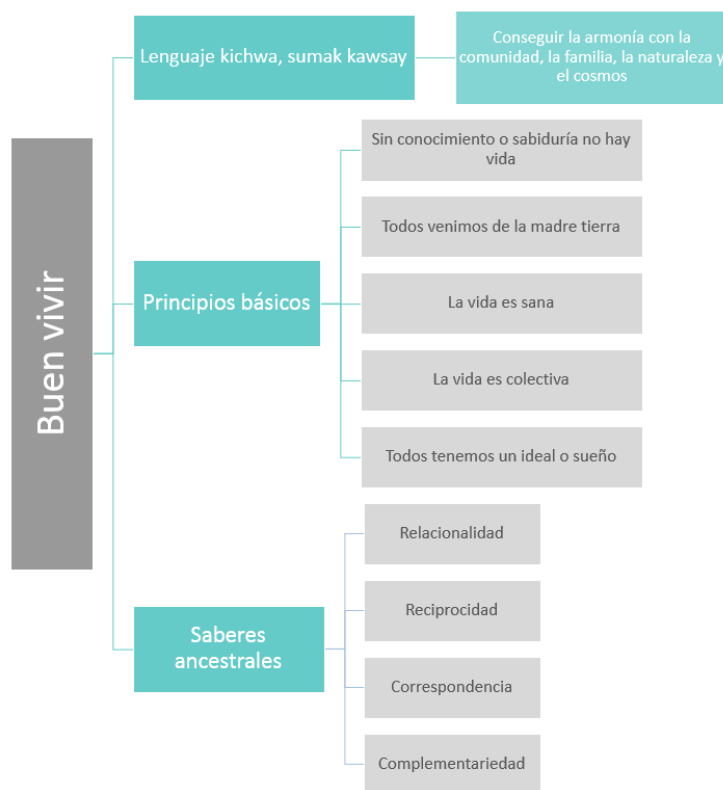 Buen vivir
Lenguaje kichwa, sumak kawsay
Conseguir la armonía con la
comunidad, la familia, la naturaleza y
el cosmos
Principios básicos
Sin conocimiento o sabiduría no hay
vida
Todos venimos de la madre tierra
La vida es sana
La vida es colectiva
Todos tenemos un ideal o sueño
Saberes
ancestrales
Relacionalidad
Reciprocidad
Correspondencia
Complementariedad